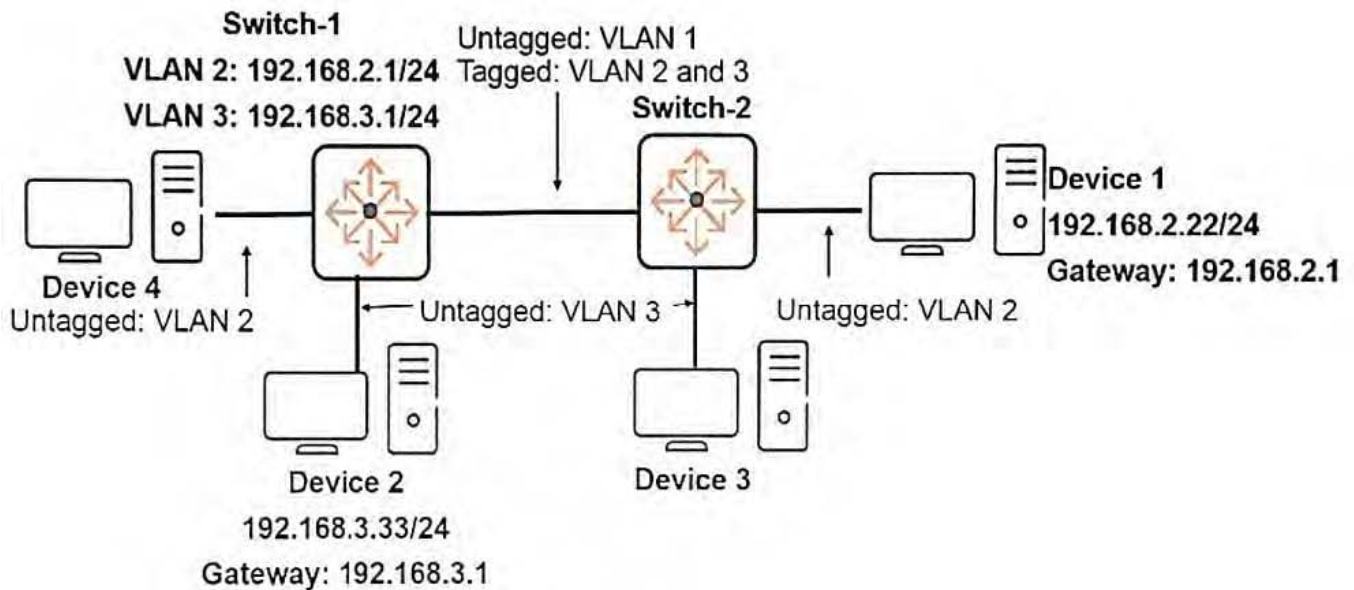 Switch-1
VLAN 2: 192.168.2.1/24
VLAN 3: 192.168.3.1/24
Untagged: VLAN 1
Tagged: VLAN 2 and 3
Switch-2
Device 1
192.168.2.22/24
Gateway: 192.168.2.1
Device 4
Untagged: VLAN 2
Untagged: VLAN 3
Untagged: VLAN 2
Device 2
192.168.3.33/24
Gateway: 192.168.3.1
Device 3